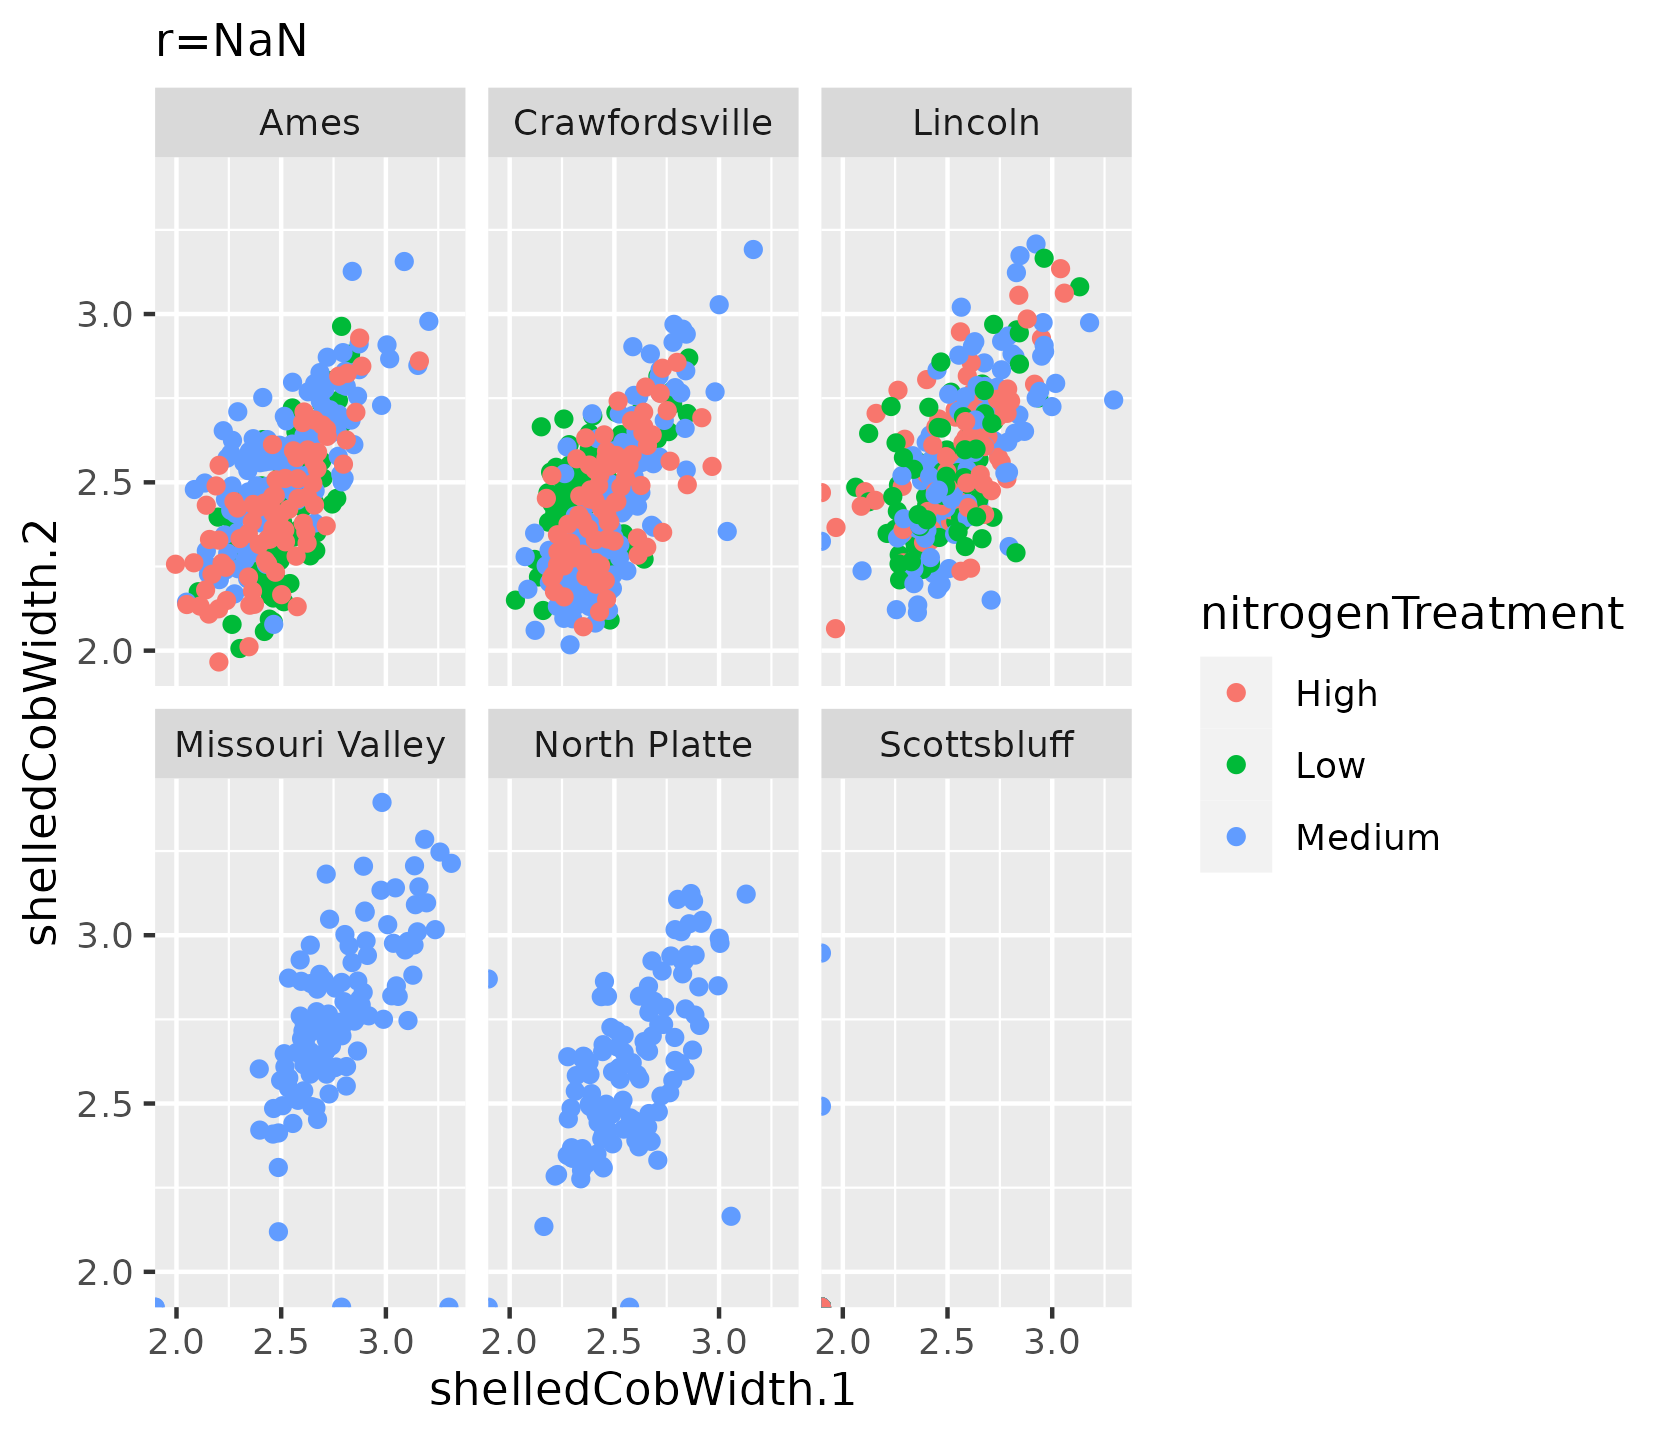 r=NaN
Ames
Crawfordsville
Lincoln
3.0
2.5
2.0
Missouri Valley
North Platte
Scottsbluff
3.0
2.5
2.0
2.0 2.5 3.0
2.0 2.5 3.0
2.0 2.5 3.0
shelledCobWidth.1
shelledCobWidth.2
nitrogenTreatment
High
Low
Medium